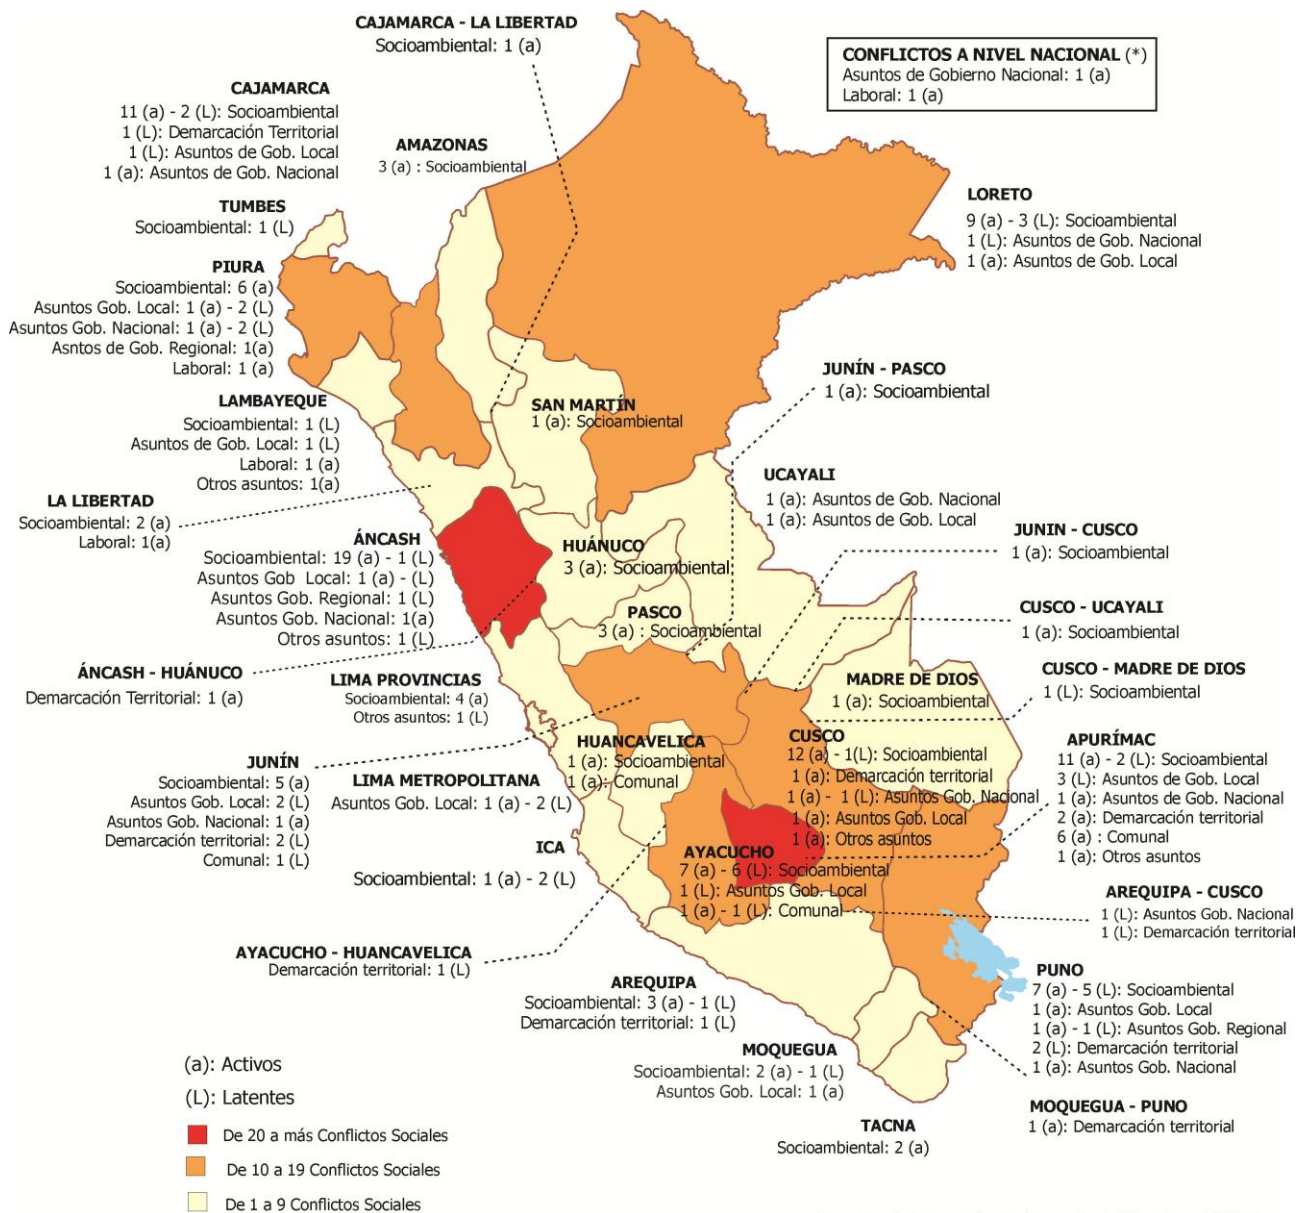 CAJAMARCA - LA LIBERTAD
Socioambiental: 1 (a)
CONFLICTOS A NIVEL NACIONAL (*)
Asuntos de Gobierno Nacional: 1 (a)
Laboral: 1 (a)
CAJAMARCA
11 (a) - 2 (L): Socioambiental
1 (L): Demarcación Territorial
1 (L): Asuntos de Gob. Local
1 (a): Asuntos de Gob. Nacional
AMAZONAS
3 (a) : Socioambiental
LORETO
9 (a) - 3 (L): Socioambiental
1 (L): Asuntos de Gob. Nacional
1 (a): Asuntos de Gob. Local
TUMBES
Socioambiental: 1 (L)
PIURA
Socioambiental: 6 (a)
Asuntos Gob. Local: 1 (a) - 2 (L)
Asuntos Gob. Nacional: 1 (a) - 2 (L)
Asntos de Gob. Regional: 1(a)
Laboral: 1 (a)
JUNÍN - PASCO
1 (a): Socioambiental
LAMBAYEQUE
Socioambiental: 1 (L)
Asuntos de Gob. Local: 1 (L)
Laboral: 1 (a)
Otros asuntos: 1(a)
SAN MARTÍN
1 (a): Socioambiental
UCAYALI
1 (a): Asuntos de Gob. Nacional
1 (a): Asuntos de Gob. Local
LA LIBERTAD
Socioambiental: 2 (a)
Laboral: 1(a)
JUNIN - CUSCO
1 (a): Socioambiental
ÁNCASH
Socioambiental: 19 (a) - 1 (L)
Asuntos Gob Local: 1 (a) - (L)
Asuntos Gob. Regional: 1 (L)
Asuntos Gob. Nacional: 1(a)
Otros asuntos: 1 (L)
HUÁNUCO
3 (a): Socioambiental
PASCO
3 (a) : Socioambiental
CUSCO - UCAYALI
1 (a): Socioambiental
ÁNCASH - HUÁNUCO
Demarcación Territorial: 1 (a)
LIMA PROVINCIAS
Socioambiental: 4 (a)
Otros asuntos: 1 (L)
MADRE DE DIOS
1 (a): Socioambiental
CUSCO - MADRE DE DIOS
1 (L): Socioambiental
JUNÍN
Socioambiental: 5 (a)
Asuntos Gob. Local: 2 (L)
Asuntos Gob. Nacional: 1 (a)
Demarcación territorial: 2 (L)
Comunal: 1 (L)
HUANCAVELICA
1 (a): Socioambiental
1 (a): Comunal
LIMA METROPOLITANA
Asuntos Gob. Local: 1 (a) - 2 (L)
CUSCO
12 (a) - 1(L): Socioambiental
1 (a): Demarcación territorial
1 (a) - 1 (L): Asuntos Gob. Nacional
1 (a): Asuntos Gob. Local
1 (a): Otros asuntos
APURÍMAC
11 (a) - 2 (L): Socioambiental
3 (L): Asuntos de Gob. Local
1 (a): Asuntos de Gob. Nacional
2 (a): Demarcación territorial
6 (a) : Comunal
1 (a): Otros asuntos
ICA
Socioambiental: 1 (a) - 2 (L)
AYACUCHO
7 (a) - 6 (L): Socioambiental
1 (L): Asuntos Gob. Local
1 (a) - 1 (L): Comunal
AREQUIPA - CUSCO
1 (L): Asuntos Gob. Nacional
1 (L): Demarcación territorial
AYACUCHO - HUANCAVELICA
Demarcación territorial: 1 (L)
AREQUIPA
Socioambiental: 3 (a) - 1 (L)
Demarcación territorial: 1 (L)
PUNO
7 (a) - 5 (L): Socioambiental
1 (a): Asuntos Gob. Local
1 (a) - 1 (L): Asuntos Gob. Regional
2 (L): Demarcación territorial
1 (a): Asuntos Gob. Nacional
MOQUEGUA
Socioambiental: 2 (a) - 1 (L)
Asuntos Gob. Local: 1 (a)
MOQUEGUA - PUNO
1 (a): Demarcación territorial
TACNA
Socioambiental: 2 (a)
(a): Activos
(L): Latentes
De 20 a más Conflictos Sociales
De 10 a 19 Conflictos Sociales
De 1 a 9 Conflictos Sociales